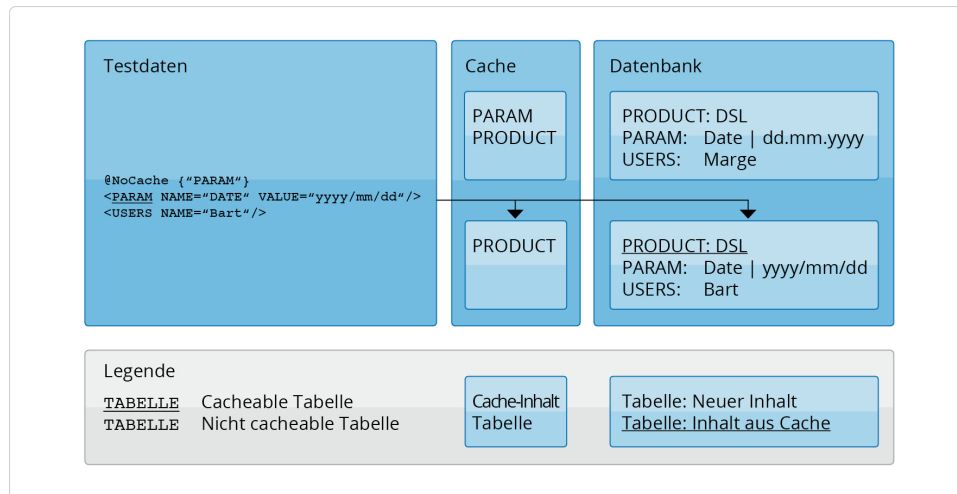 Testdaten
@NoCache {“PARAM“}
<PARAM NAME=“DATE“ VALUE=“yyyy/mm/dd“/>
<USERS NAME=“Bart“/>
Cache
PARAM
PRODUCT
PRODUCT
Datenbank
PRODUCT: DSL
PARAM: Date | dd.mm.yyyy
USERS: Marge
PRODUCT: DSL
PARAM: Date | yyyy/mm/dd
USERS: Bart
Legende
TABELLE Cacheable Tabelle
TABELLE Nicht cacheable Tabelle
Cache-Inhalt
Tabelle
Tabelle: Neuer Inhalt
Tabelle: Inhalt aus Cache